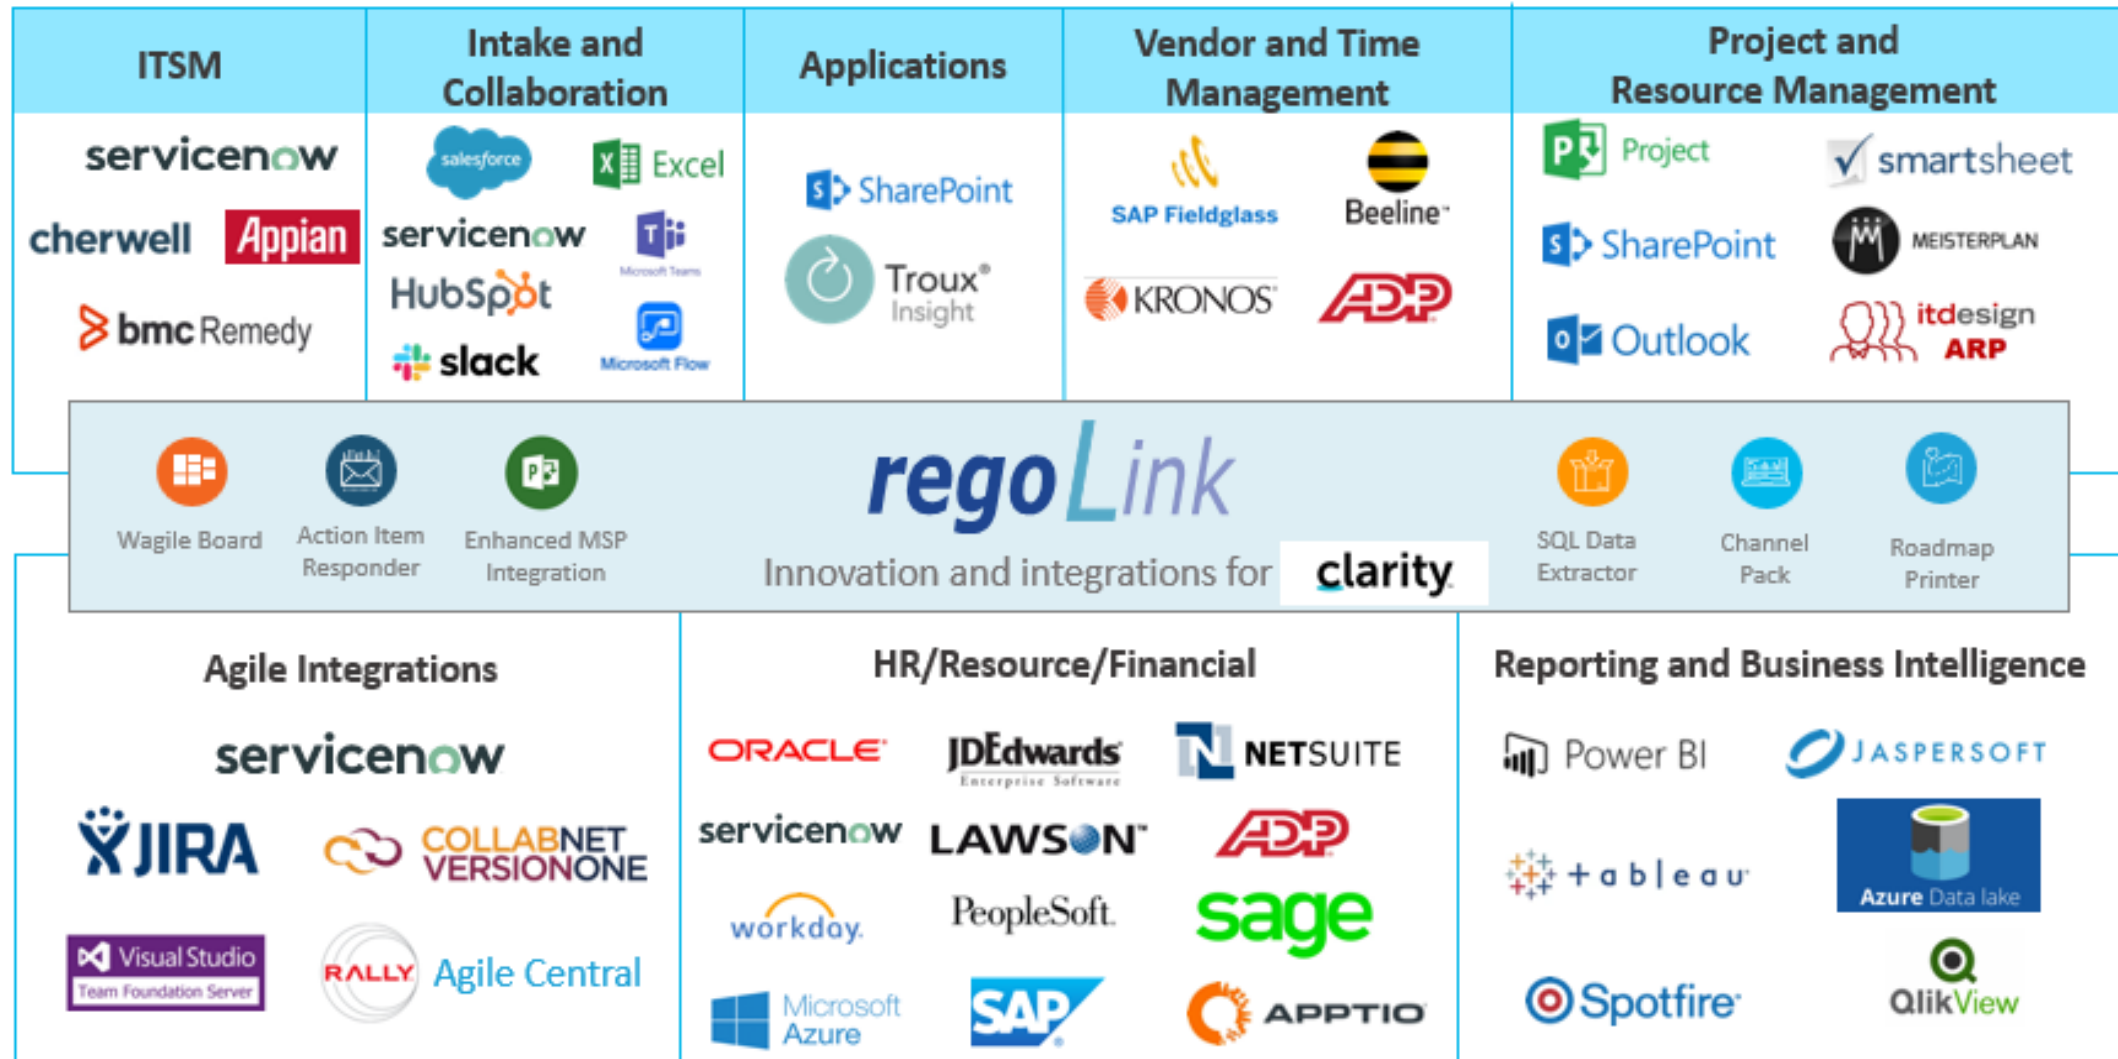 ITSM
Intake and
Collaboration
Applications
Vendor and Time
Management
Project and
Resource Management
servicenow
cherwell
Appian
bmc Remedy
salesforce
Excel
servicenow
Microsoft Teams
HubSpot
slack
Microsoft Flow
SharePoint
Troux®
Insight
SAP Fieldglass
Beeline
KRONOS
ADP
Project
smartsheet
SharePoint
MEISTERPLAN
Outlook
itdesign
ARP
Wagile Board
Action Item
Responder
Enhanced MSP
Integration
regoLink
Innovation and integrations for clarity
SQL Data
Extractor
Channel
Pack
Roadmap
Printer
Agile Integrations
servicenow
JIRA
COLLABNET
VERSIONONE
Visual Studio
Team Foundation Server
RALLY
Agile Central
HR/Resource/Financial
ORACLE
JDEdwards
Enterprise Software
NETSUITE
servicenow
LAWSON™
ADP
workday.
PeopleSoft.
sage
Microsoft
Azure
SAP
APPTIO
Reporting and Business Intelligence
Power BI
JASPERSOFT
+ableau
Azure Data lake
Spotfire
QlikView